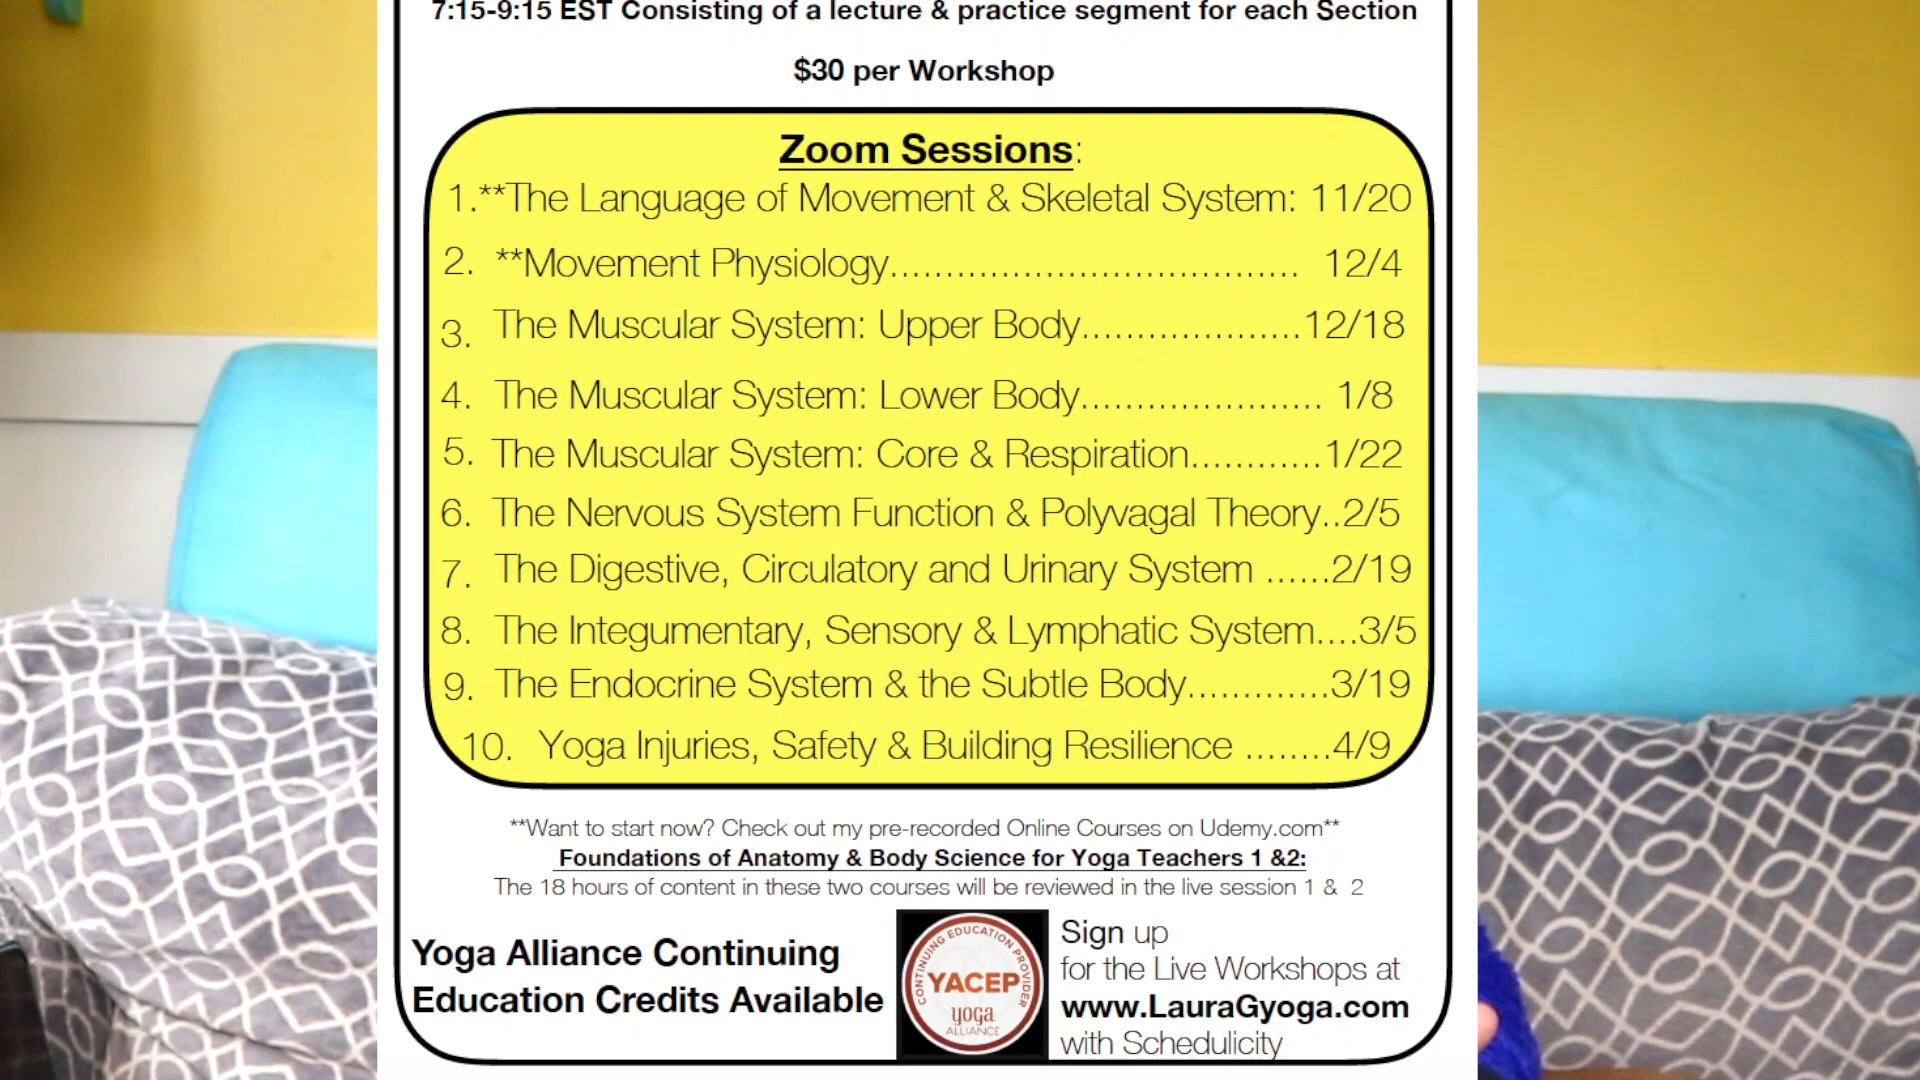 7:15-9:15 EST Consisting of a lecture & practice segment for each Section
$30 per Workshop
Zoom Sessions:
1.**The Language of Movement & Skeletal System: 11/20
2. **Movement Physiology..................................... 12/4
3. The Muscular System: Upper Body....................12/18
4. The Muscular System: Lower Body...................... 1/8
5. The Muscular System: Core & Respiration............1/22
6. The Nervous System Function & Polyvagal Theory..2/5
7. The Digestive, Circulatory and Urinary System ......2/19
8. The Integumentary, Sensory & Lymphatic System....3/5
9. The Endocrine System & the Subtle Body.............3/19
10. Yoga Injuries, Safety & Building Resilience ........4/9
**Want to start now? Check out my pre-recorded Online Courses on Udemy.com**
Foundations of Anatomy & Body Science for Yoga Teachers 1 &2:
The 18 hours of content in these two courses will be reviewed in the live session 1 & 2
Yoga Alliance Continuing
Education Credits Available
CONTINUING EDUCATION PROVIDER
YACEP
yoga
ALLIANCE
Sign up
for the Live Workshops at
www.LauraGyoga.com
with Schedulicity